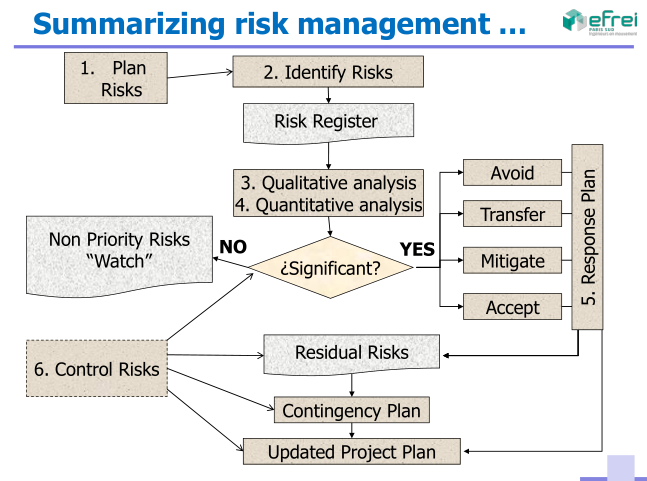 Summarizing risk management ...
efrei
PARIS SUD
1. Plan
Risks
2. Identify Risks
Risk Register
3. Qualitative analysis
4. Quantitative analysis
Non Priority Risks
“Watch”
NO
¿Significant?
YES
Avoid
Transfer
Mitigate
Accept
5. Response Plan
6. Control Risks
Residual Risks
Contingency Plan
Updated Project Plan